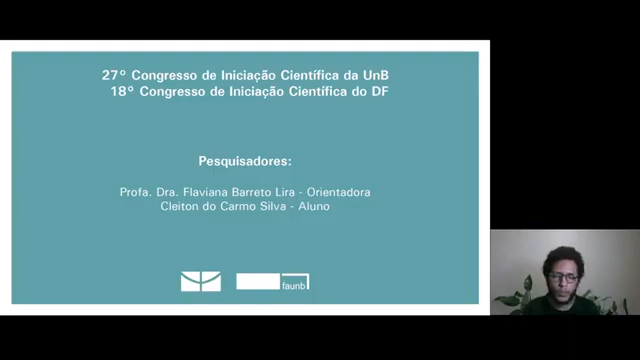 27º Congresso de Iniciação Científica da UnB
18º Congresso de Iniciação Científica do DF
Pesquisadores:
Profa. Dra. Flaviana Barreto Lira - Orientadora
Cleiton do Carmo Silva - Aluno
faunb